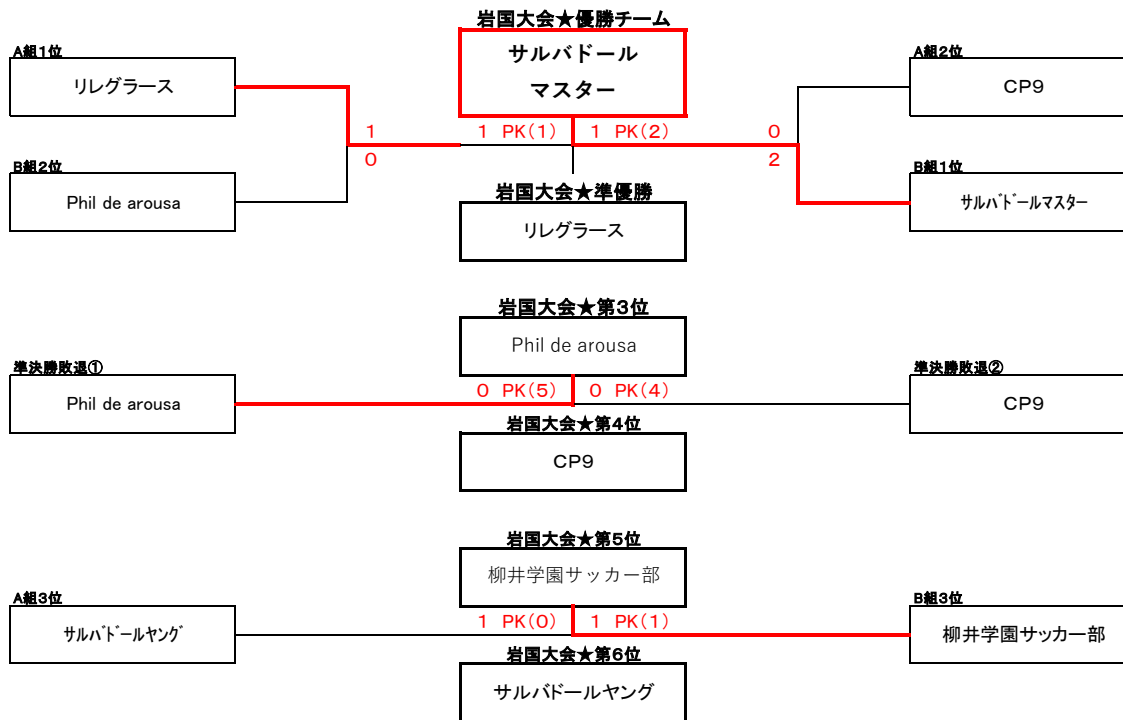 岩国大会★優勝チーム
サルバドール
マスター
A組1位
リレグラース
A組2位
CP9
1
0
1 PK(1) 1 PK(2)
0
2
B組2位
Phil de arousa
B組1位
ｻﾙﾊﾞﾄﾞｰﾙﾏｽﾀｰ
岩国大会★準優勝
リレグラース
岩国大会★第3位
Phil de arousa
準決勝敗退①
Phil de arousa
0 PK(5) 0 PK(4)
準決勝敗退②
CP9
岩国大会★第4位
CP9
岩国大会★第5位
柳井学園サッカー部
A組3位
ｻﾙﾊﾞﾄﾞｰﾙﾔﾝｸﾞ
1 PK(0) 1 PK(1)
B組3位
柳井学園サッカー部
岩国大会★第6位
サルバドールヤング